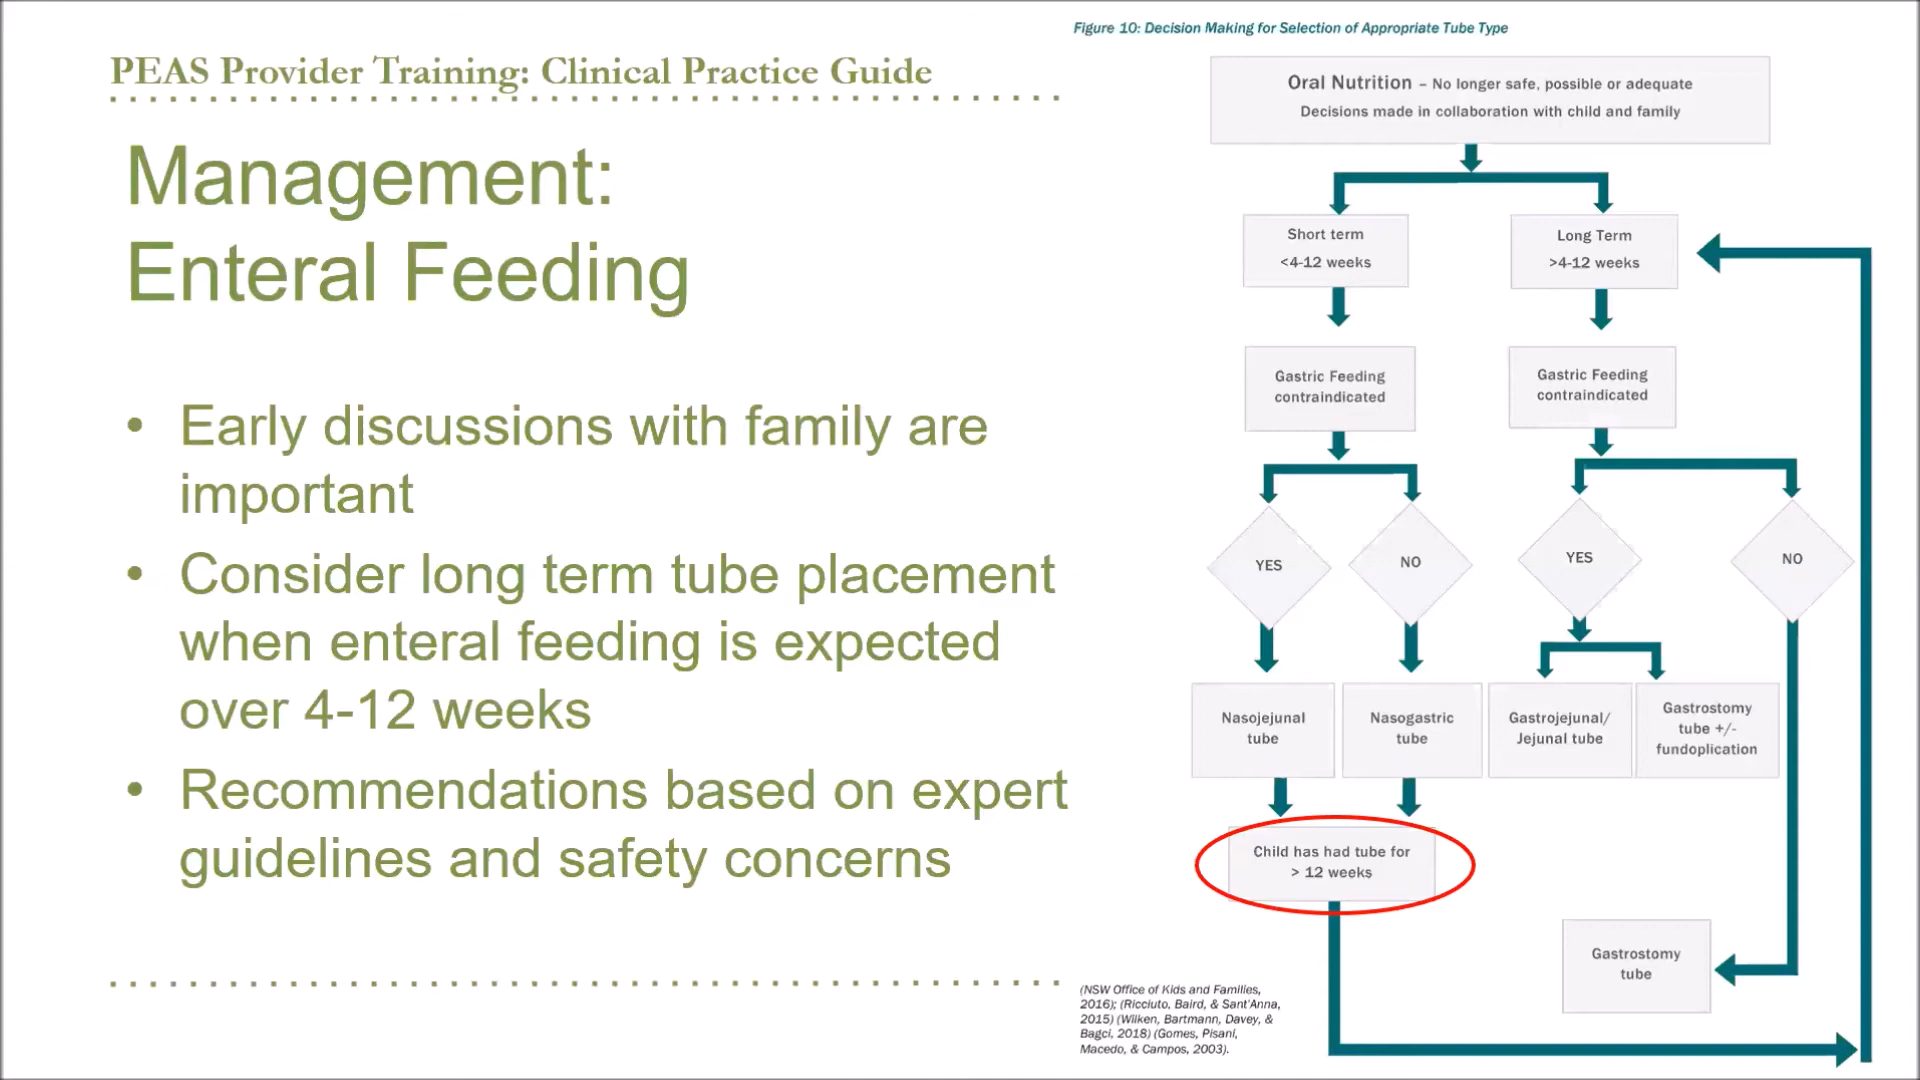 PEAS Provider Training: Clinical Practice Guide
Management:
Enteral Feeding
• Early discussions with family are
important
• Consider long term tube placement
when enteral feeding is expected
over 4-12 weeks
• Recommendations based on expert
guidelines and safety concerns
Figure 10: Decision Making for Selection of Appropriate Tube Type
Oral Nutrition – No longer safe, possible or adequate
Decisions made in collaboration with child and family
Short term
<4-12 weeks
Long Term
>4-12 weeks
Gastric Feeding
contraindicated
Gastric Feeding
contraindicated
YES
NO
YES
NO
Nasojejunal
tube
Nasogastric
tube
Gastrojejunal/
Jejunal tube
Gastrostomy
tube +/-
fundoplication
Child has had tube for
> 12 weeks
Gastrostomy
tube
(NSW Office of Kids and Families,
2016); (Ricciuto, Baird, & Sant'Anna,
2015) (Wilken, Bartmann, Davey, &
Bagci, 2018) (Gomes, Pisani,
Macedo, & Campos, 2003).